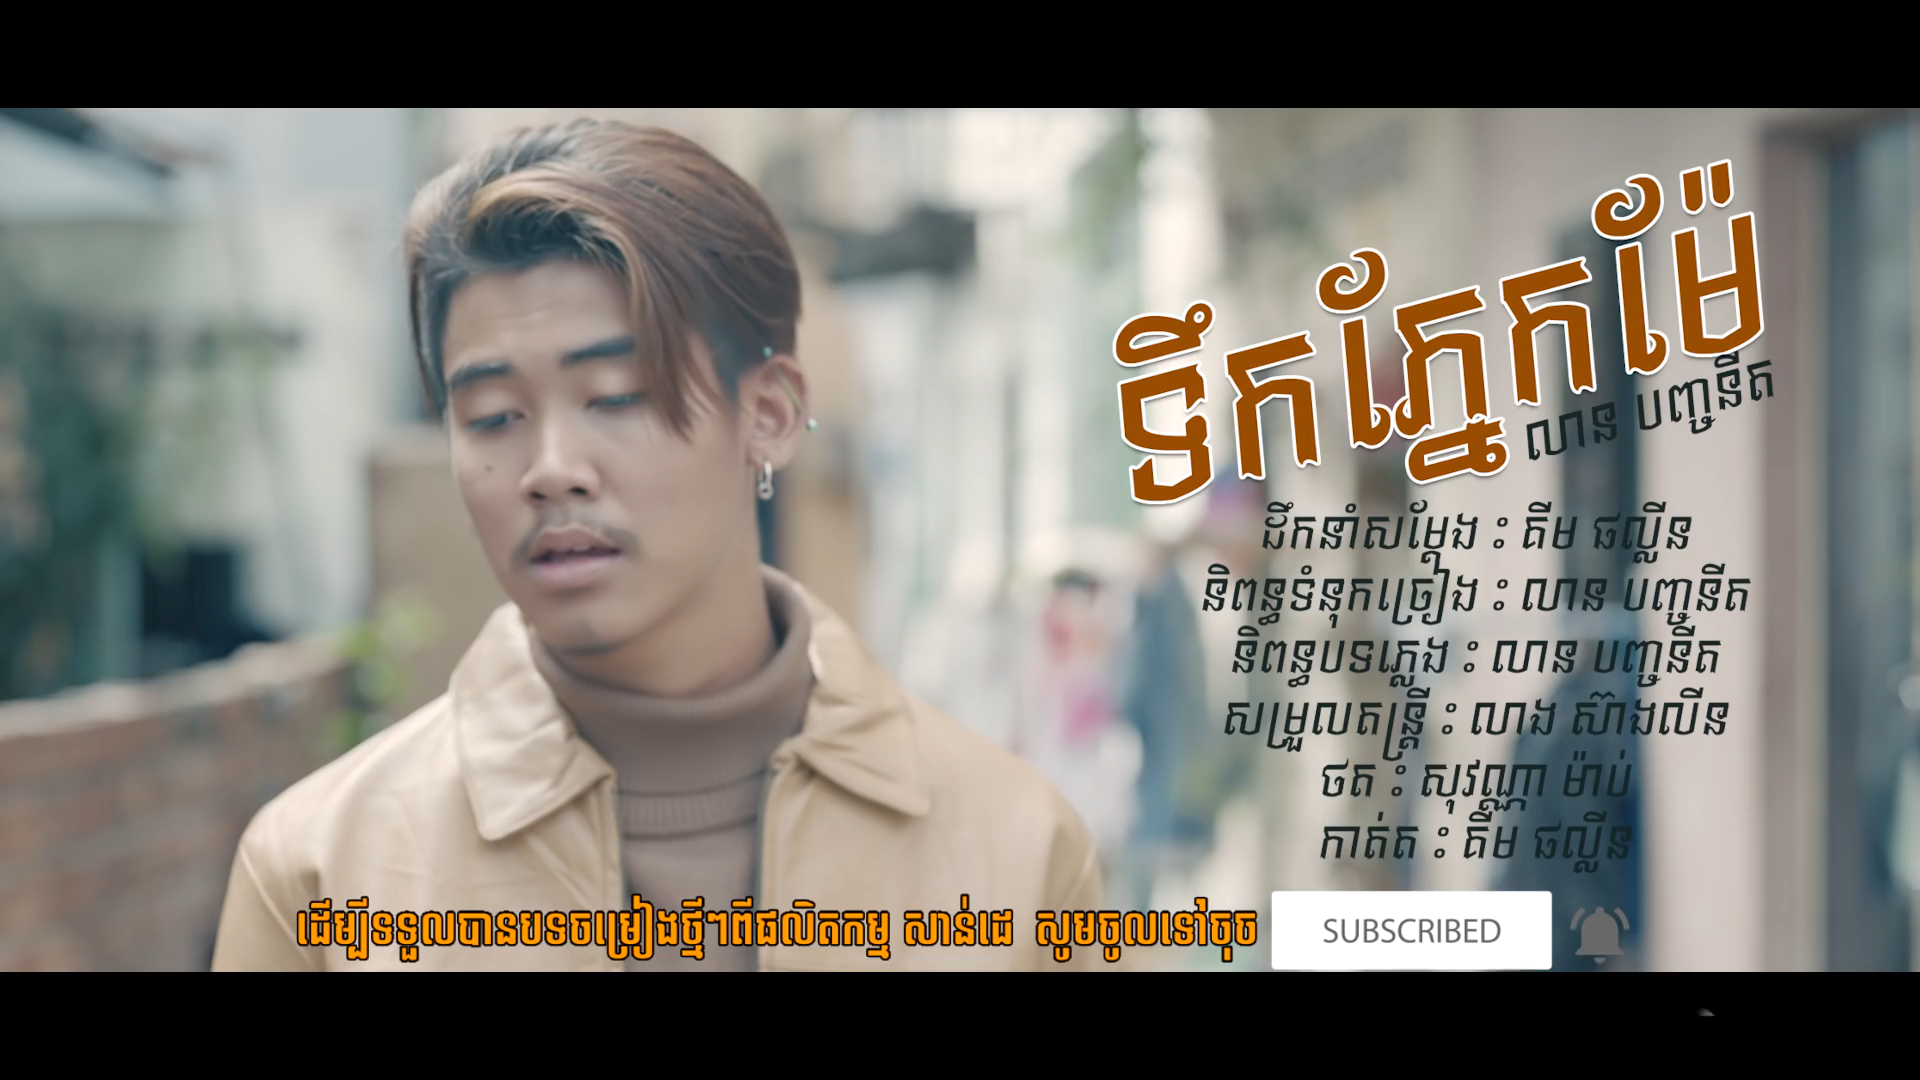 ទឹកភ្នែកម៉ែ
លាន បញ្ចនីត
ដឹកនាំសម្តែង ៖ គីម ផល្លីន
និពន្ធទំនុកច្រៀង ៖ លាន បញ្ចនីត
និពន្ធបទភ្លេង ៖ លាន បញ្ចនីត
សម្រួលតន្ត្រី ៖ លាង ស៊ាងលីន
ថត ៖ សុវណ្ណា ម៉ាប់
កាត់ត ៖ គីម ផល្លីន
ដើម្បីទទួលបានបទចម្រៀងថ្មីៗពីផលិតកម្ម សាន់ដេ សូមចូលទៅចុច SUBSCRIBED